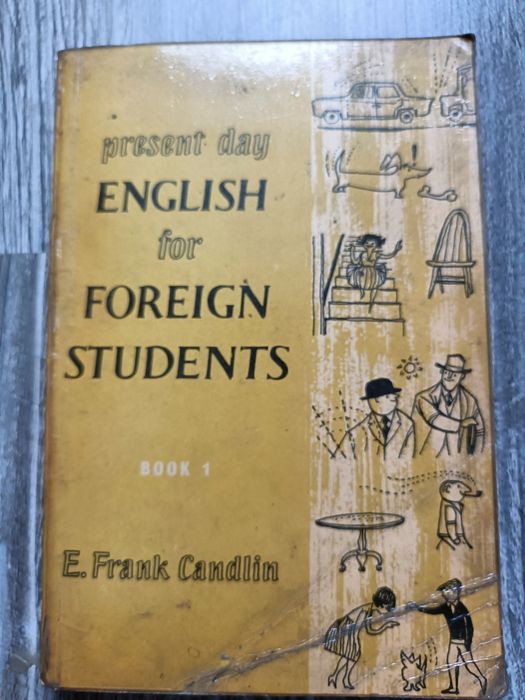 present day
ENGLISH
for
FOREIGN
STUDENTS
BOOK 1
E. Frank Candlin